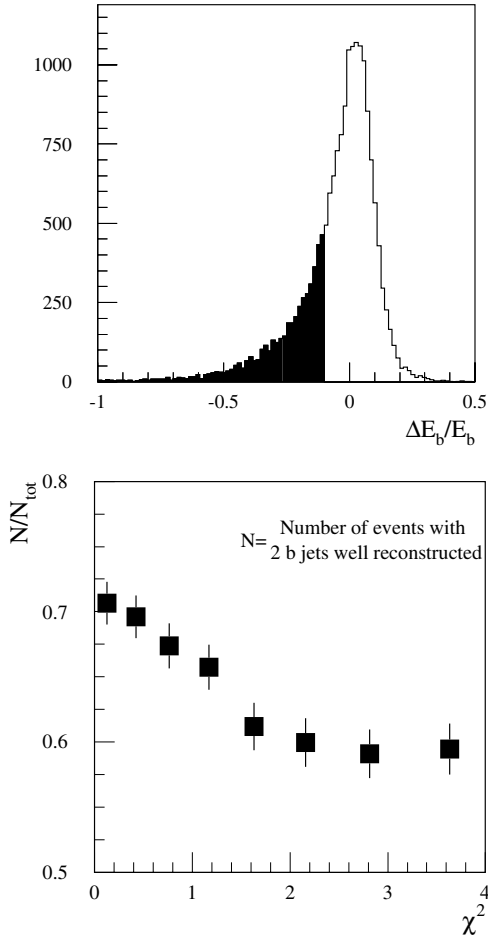 1000
750
500
250
0
-1 -0.5 0 0.5
ΔE_b/E_b
N/N_tot
0.8
N= Number of events with
2 b jets well reconstructed
0.7
0.6
0.5
0 1 2 3 4
χ²